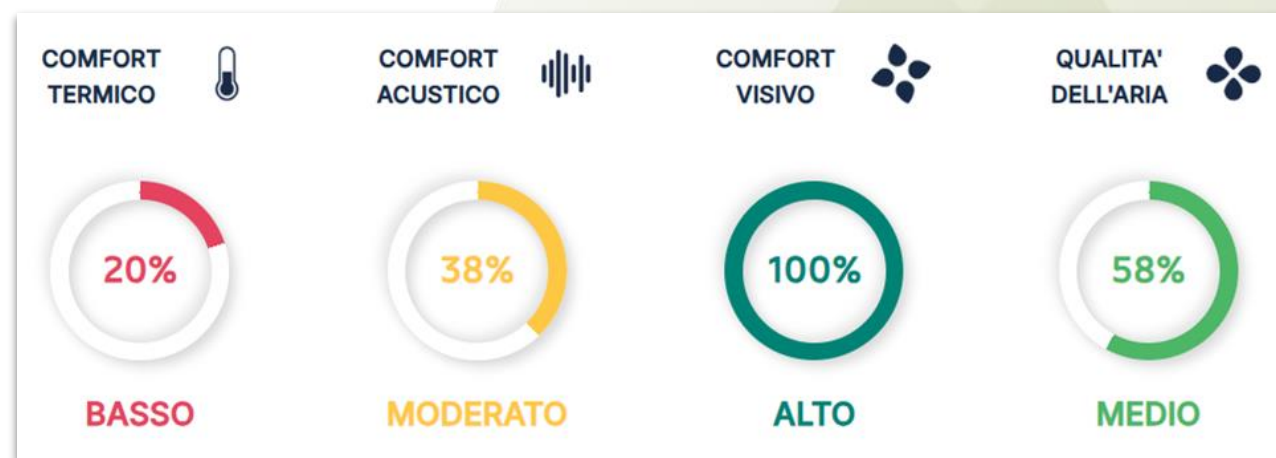 COMFORT
TERMICO
COMFORT
ACUSTICO
COMFORT
VISIVO
QUALITA'
DELL'ARIA
20%
38%
100%
58%
BASSO
MODERATO
ALTO
MEDIO